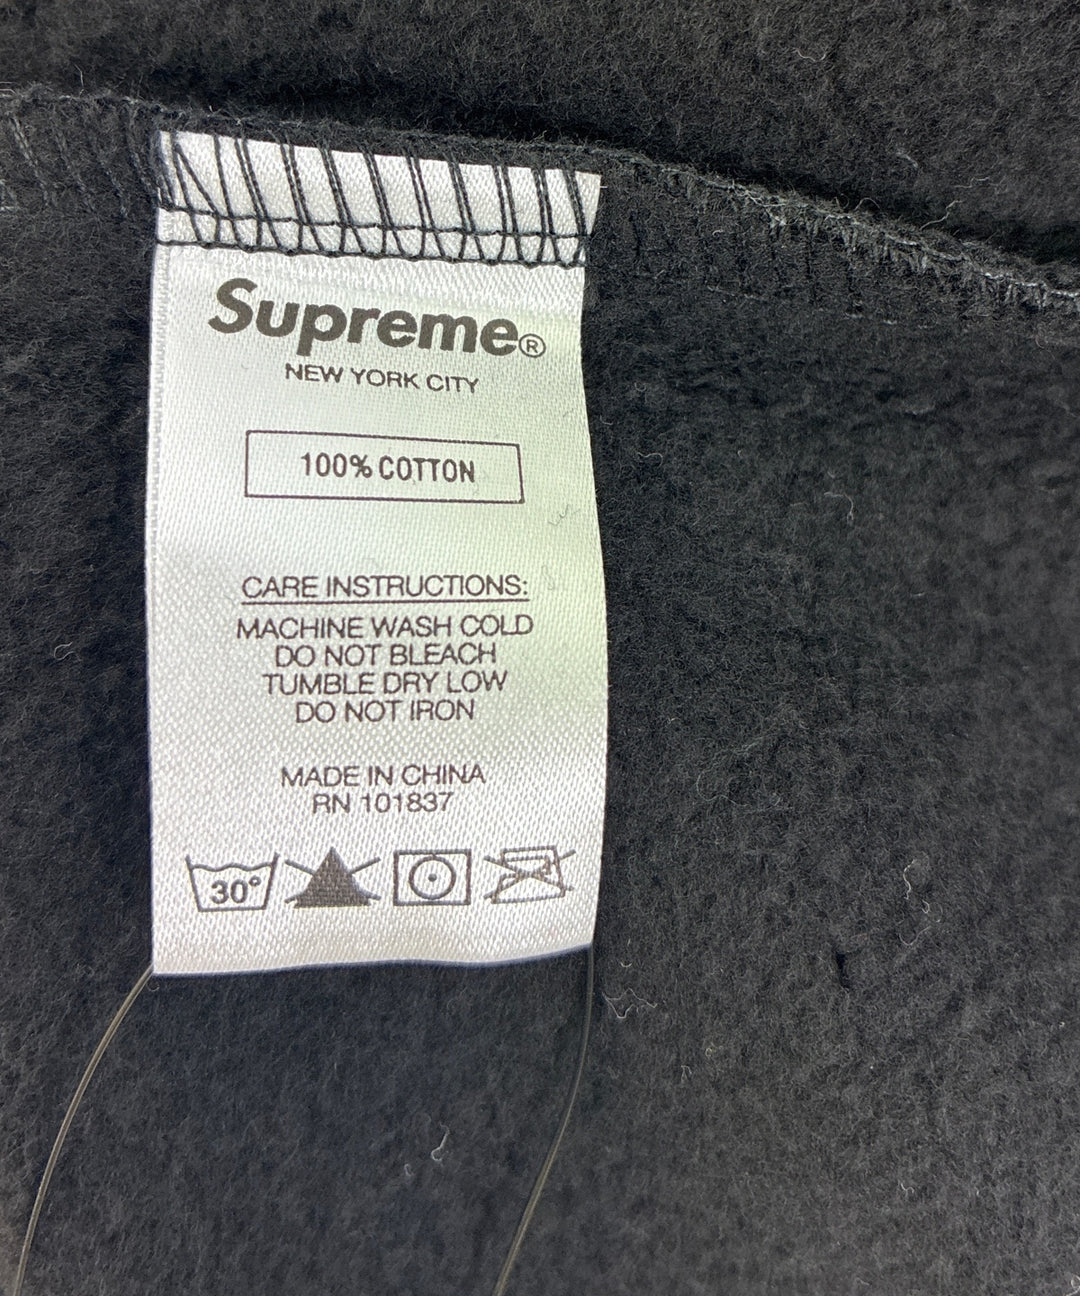 Supreme®
NEW YORK CITY
100% COTTON
CARE INSTRUCTIONS:
MACHINE WASH COLD
DO NOT BLEACH
TUMBLE DRY LOW
DO NOT IRON
MADE IN CHINA
RN 101837
30°